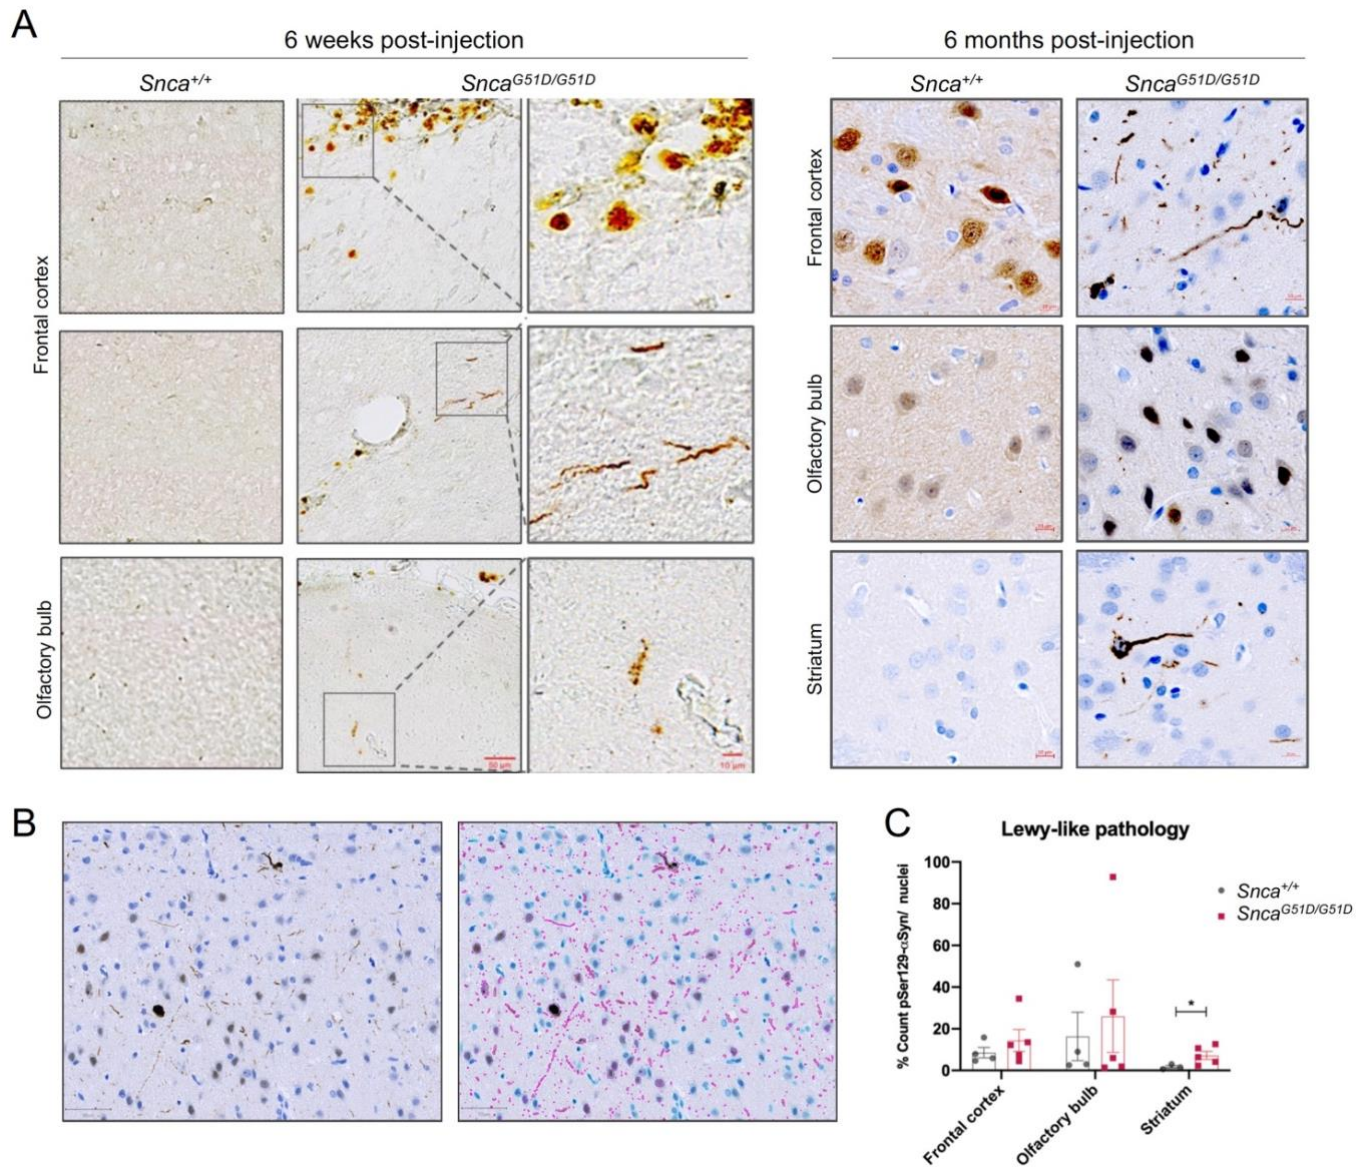 A
6 weeks post-injection
6 months post-injection
Snca+/+
SncaG51D/G51D
Snca+/+
SncaG51D/G51D
Frontal cortex
Olfactory bulb
50 µm
10 µm
Frontal cortex
Olfactory bulb
Striatum
B
C
Lewy-like pathology
% Count pSer129-αSyn/ nuclei
100
80
60
40
20
0
*
Snca+/+
SncaG51D/G51D
Frontal cortex
Olfactory bulb
Striatum